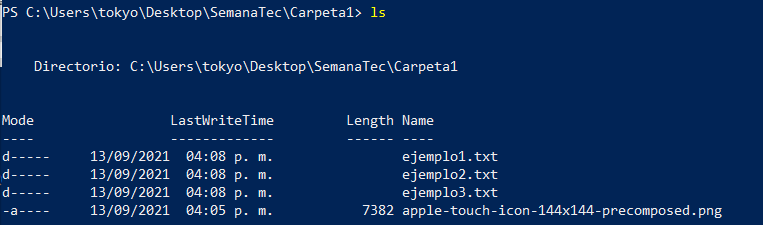 PS C:\Users\tokyo\Desktop\SemanaTec\Carpeta1> ls
Directorio: C:\Users\tokyo\Desktop\SemanaTec\Carpeta1
Mode LastWriteTime Length Name
---- ------------- ------ ----
d----- 13/09/2021 04:08 p. m. ejemplo1.txt
d----- 13/09/2021 04:08 p. m. ejemplo2.txt
d----- 13/09/2021 04:08 p. m. ejemplo3.txt
-a---- 13/09/2021 04:05 p. m. 7382 apple-touch-icon-144x144-precomposed.png